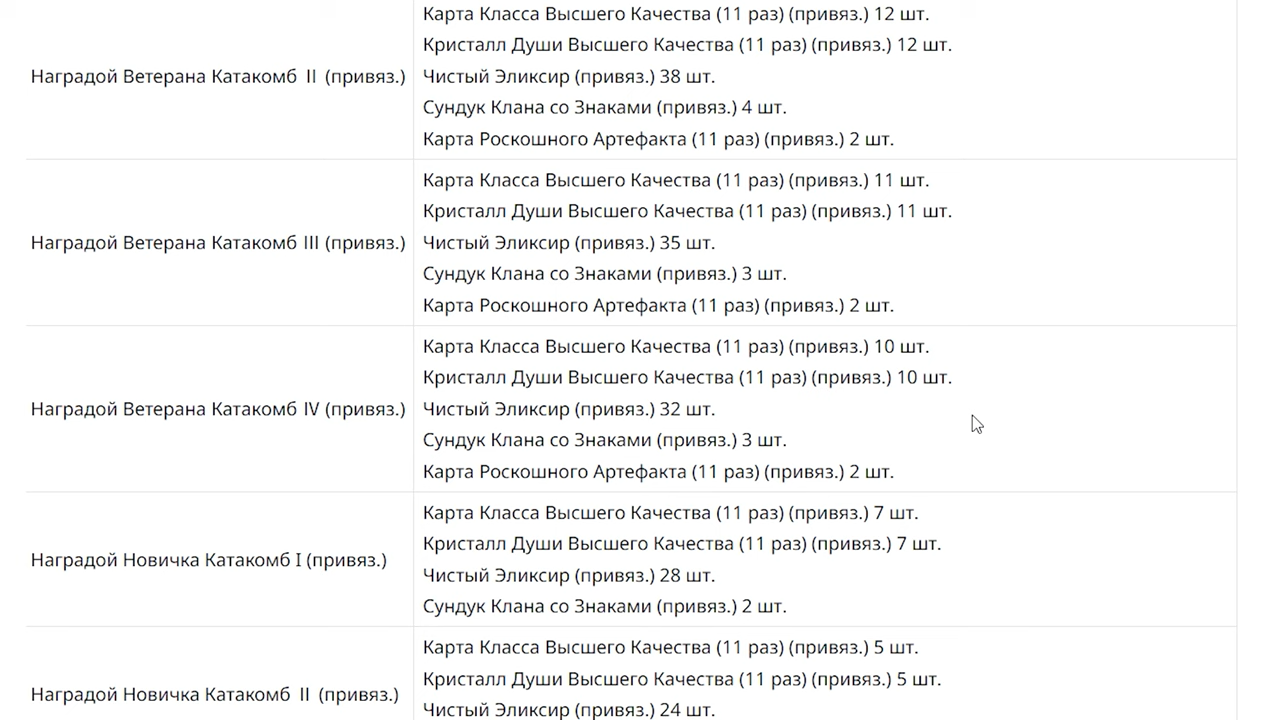 Карта Класса Высшего Качества (11 раз) (привяз.) 12 шт.
Кристалл Души Высшего Качества (11 раз) (привяз.) 12 шт.
Наградой Ветерана Катакомб II (привяз.)
Чистый Эликсир (привяз.) 38 шт.
Сундук Клана со Знаками (привяз.) 4 шт.
Карта Роскошного Артефакта (11 раз) (привяз.) 2 шт.
Карта Класса Высшего Качества (11 раз) (привяз.) 11 шт.
Кристалл Души Высшего Качества (11 раз) (привяз.) 11 шт.
Наградой Ветерана Катакомб III (привяз.)
Чистый Эликсир (привяз.) 35 шт.
Сундук Клана со Знаками (привяз.) 3 шт.
Карта Роскошного Артефакта (11 раз) (привяз.) 2 шт.
Карта Класса Высшего Качества (11 раз) (привяз.) 10 шт.
Кристалл Души Высшего Качества (11 раз) (привяз.) 10 шт.
Наградой Ветерана Катакомб IV (привяз.)
Чистый Эликсир (привяз.) 32 шт.
Сундук Клана со Знаками (привяз.) 3 шт.
Карта Роскошного Артефакта (11 раз) (привяз.) 2 шт.
Карта Класса Высшего Качества (11 раз) (привяз.) 7 шт.
Кристалл Души Высшего Качества (11 раз) (привяз.) 7 шт.
Наградой Новичка Катакомб I (привяз.)
Чистый Эликсир (привяз.) 28 шт.
Сундук Клана со Знаками (привяз.) 2 шт.
Карта Класса Высшего Качества (11 раз) (привяз.) 5 шт.
Кристалл Души Высшего Качества (11 раз) (привяз.) 5 шт.
Наградой Новичка Катакомб II (привяз.)
Чистый Эликсир (привяз.) 24 шт.